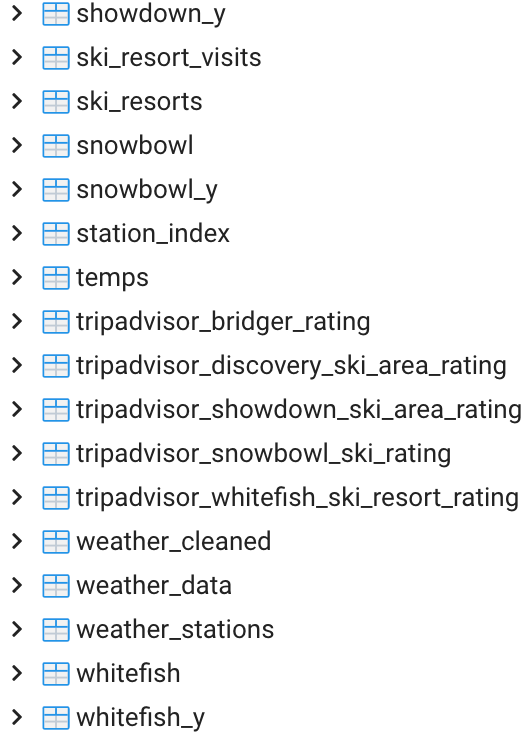 showdown_y
ski_resort_visits
ski_resorts
snowbowl
snowbowl_y
station_index
temps
tripadvisor_bridger_rating
tripadvisor_discovery_ski_area_rating
tripadvisor_showdown_ski_area_rating
tripadvisor_snowbowl_ski_rating
tripadvisor_whitefish_ski_resort_rating
weather_cleaned
weather_data
weather_stations
whitefish
whitefish_y